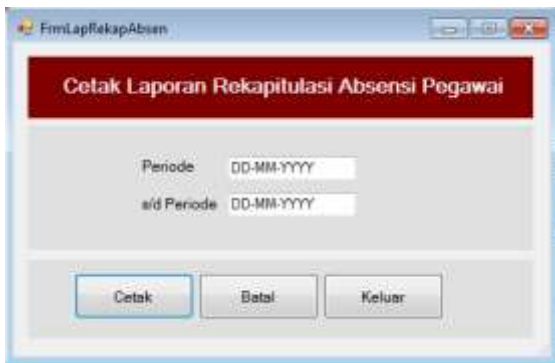 FrmLapRekapAbsen
Cetak Laporan Rekapitulasi Absensi Pegawai
Periode DD-MM-YYYY
s/d Periode DD-MM-YYYY
Cetak Batal Keluar